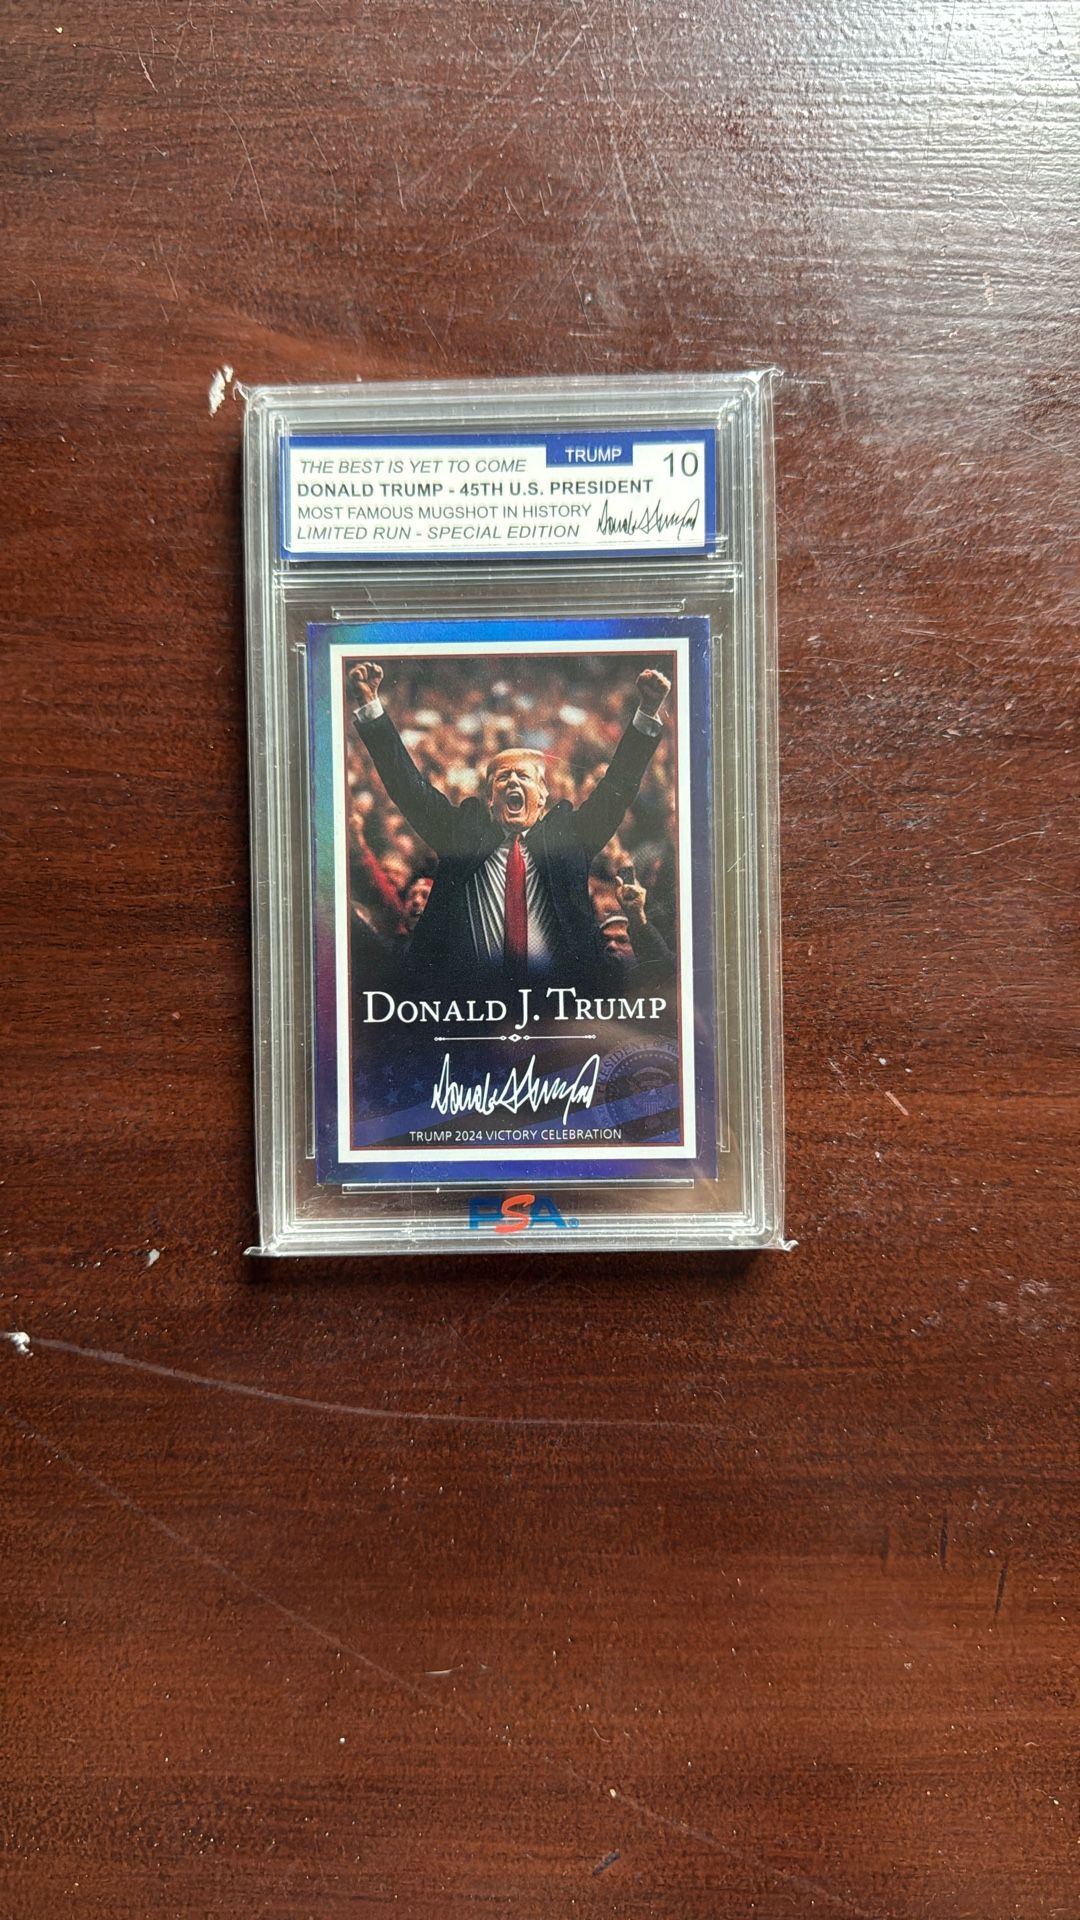 THE BEST IS YET TO COME
TRUMP
10
DONALD TRUMP - 45TH U.S. PRESIDENT
MOST FAMOUS MUGSHOT IN HISTORY
LIMITED RUN - SPECIAL EDITION
DONALD J. TRUMP
TRUMP 2024 VICTORY CELEBRATION
PSA®